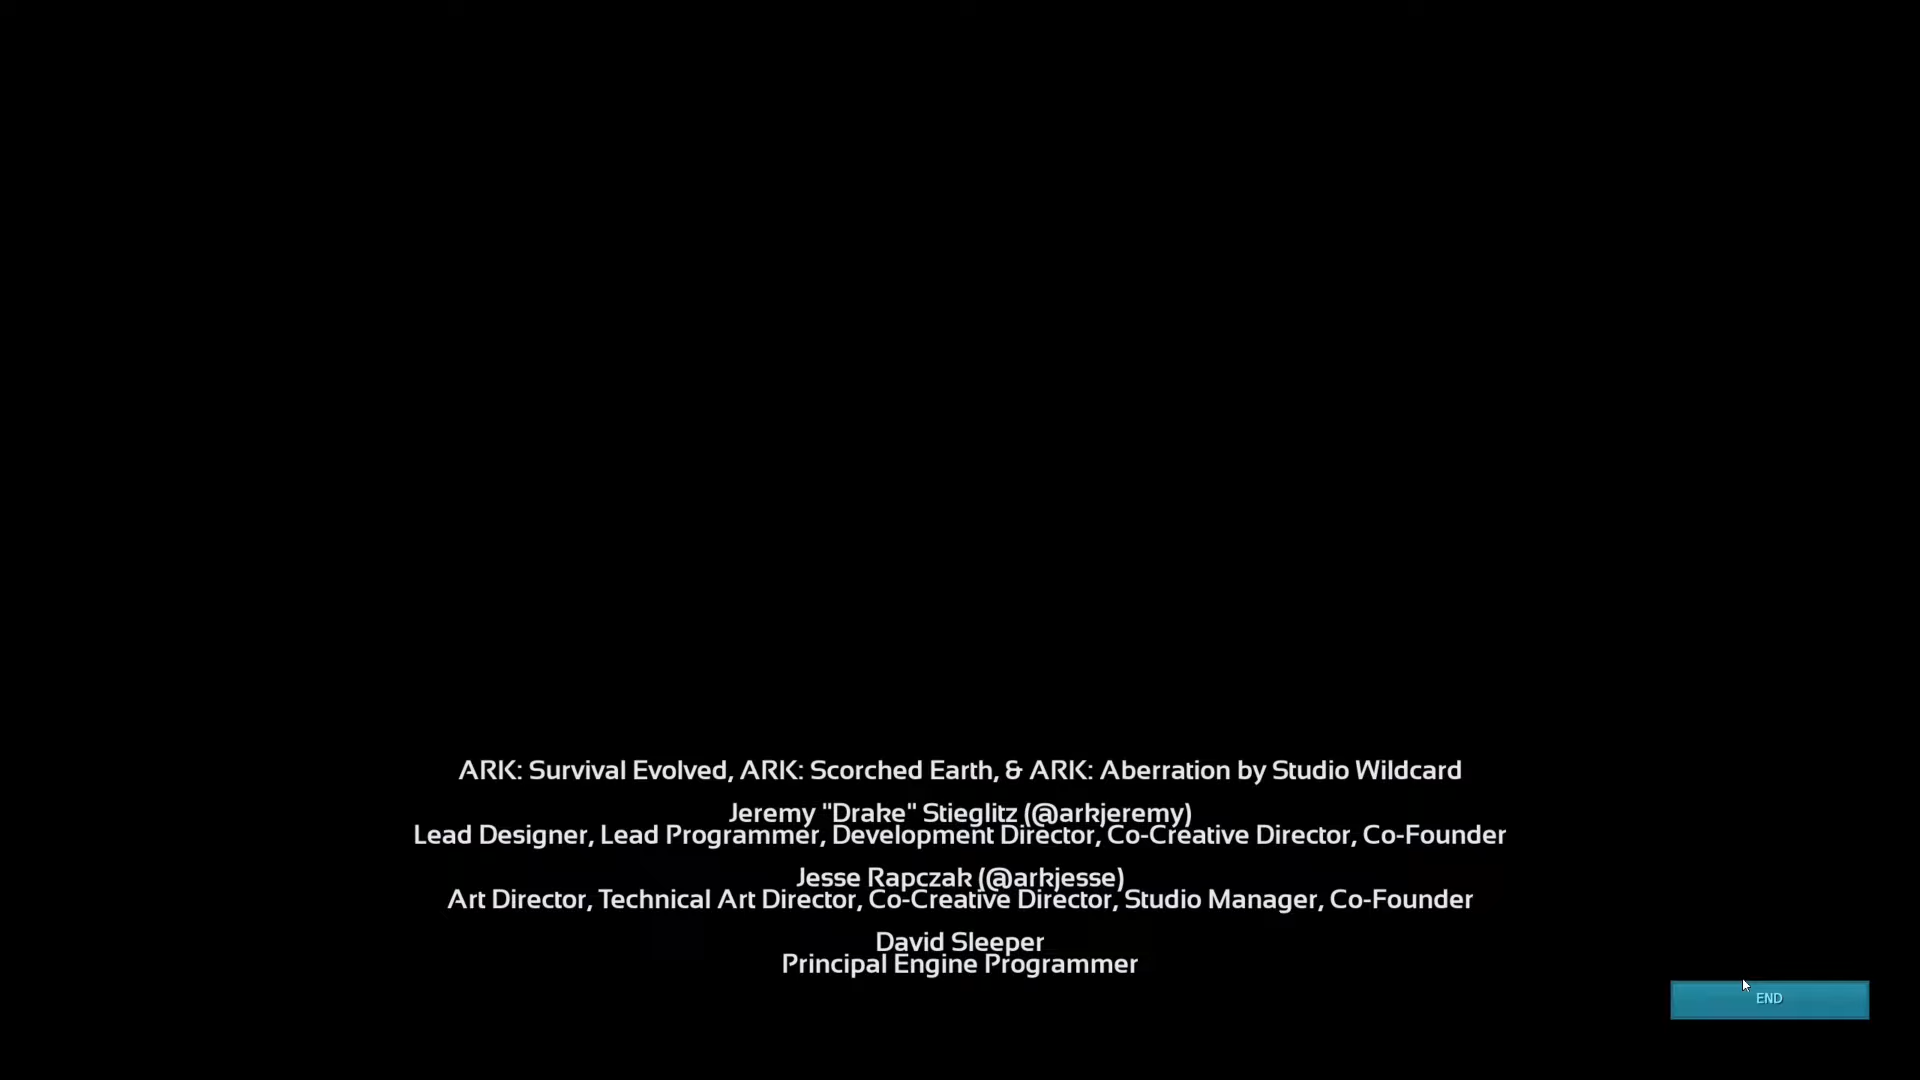 ARK: Survival Evolved, ARK: Scorched Earth, & ARK: Aberration by Studio Wildcard
Jeremy "Drake" Stieglitz (@arkjeremy)
Lead Designer, Lead Programmer, Development Director, Co-Creative Director, Co-Founder
Jesse Rapczak (@arkjesse)
Art Director, Technical Art Director, Co-Creative Director, Studio Manager, Co-Founder
David Sleeper
Principal Engine Programmer
END